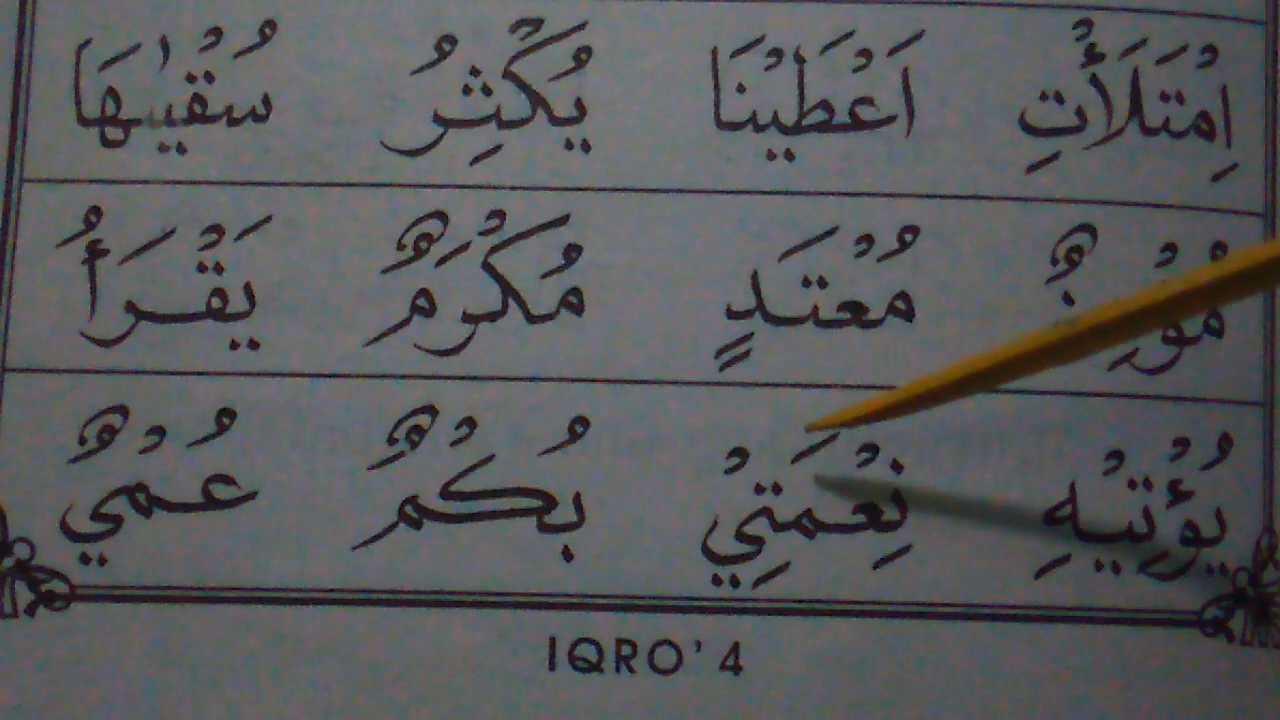 اِمْتَلَأْتِ اَعْطَيْنَا يُكْثِرُ سُقْيٰهَا
مُعْتَدٍ مُكْرَمٌ يَقْرَأُ
يُؤْتِيْهِ نِعْمَتِيْ بُكْمٌ عُمْيٌ
IQRO' 4